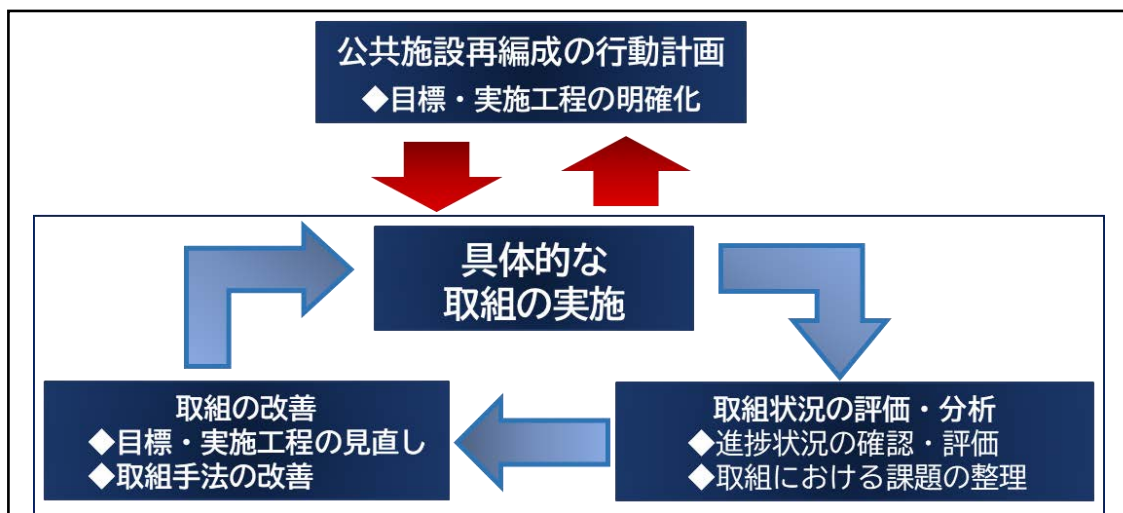 公共施設再編成の行動計画
◆目標・実施工程の明確化
具体的な
取組の実施
取組の改善
◆目標・実施工程の見直し
◆取組手法の改善
取組状況の評価・分析
◆進捗状況の確認・評価
◆取組における課題の整理